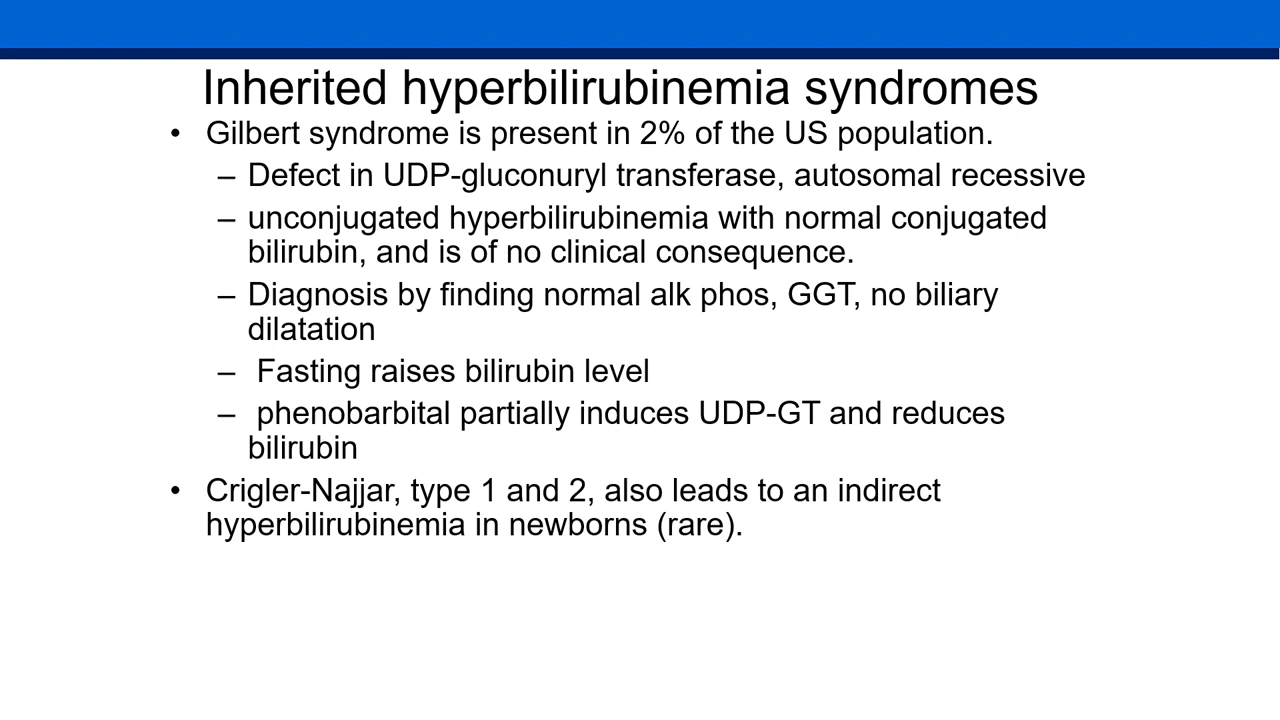 Inherited hyperbilirubinemia syndromes
• Gilbert syndrome is present in 2% of the US population.
– Defect in UDP-gluconuryl transferase, autosomal recessive
– unconjugated hyperbilirubinemia with normal conjugated
bilirubin, and is of no clinical consequence.
– Diagnosis by finding normal alk phos, GGT, no biliary
dilatation
– Fasting raises bilirubin level
– phenobarbital partially induces UDP-GT and reduces
bilirubin
• Crigler-Najjar, type 1 and 2, also leads to an indirect
hyperbilirubinemia in newborns (rare).